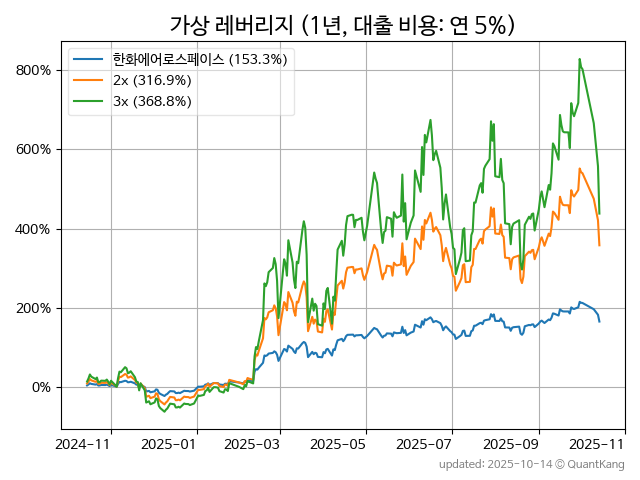 가상 레버리지 (1년, 대출 비용: 연 5%)
한화에어로스페이스 (153.3%)
2x (316.9%)
3x (368.8%)
800%
600%
400%
200%
0%
2024-11 2025-01 2025-03 2025-05 2025-07 2025-09 2025-11
updated: 2025-10-14 © QuantKang